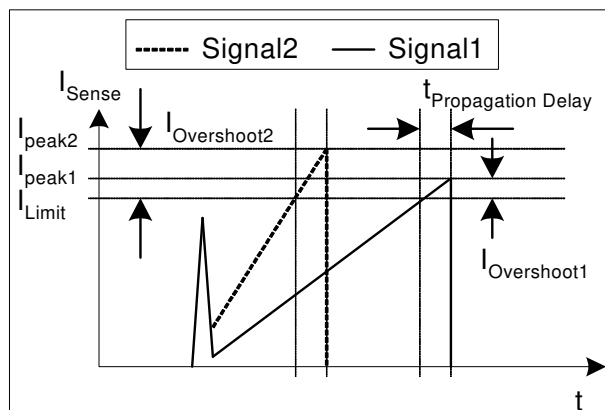 Signal2
Signal1
I_Sense
t_Propagation Delay
I_peak2
I_Overshoot2
I_peak1
I_Limit
I_Overshoot1
t